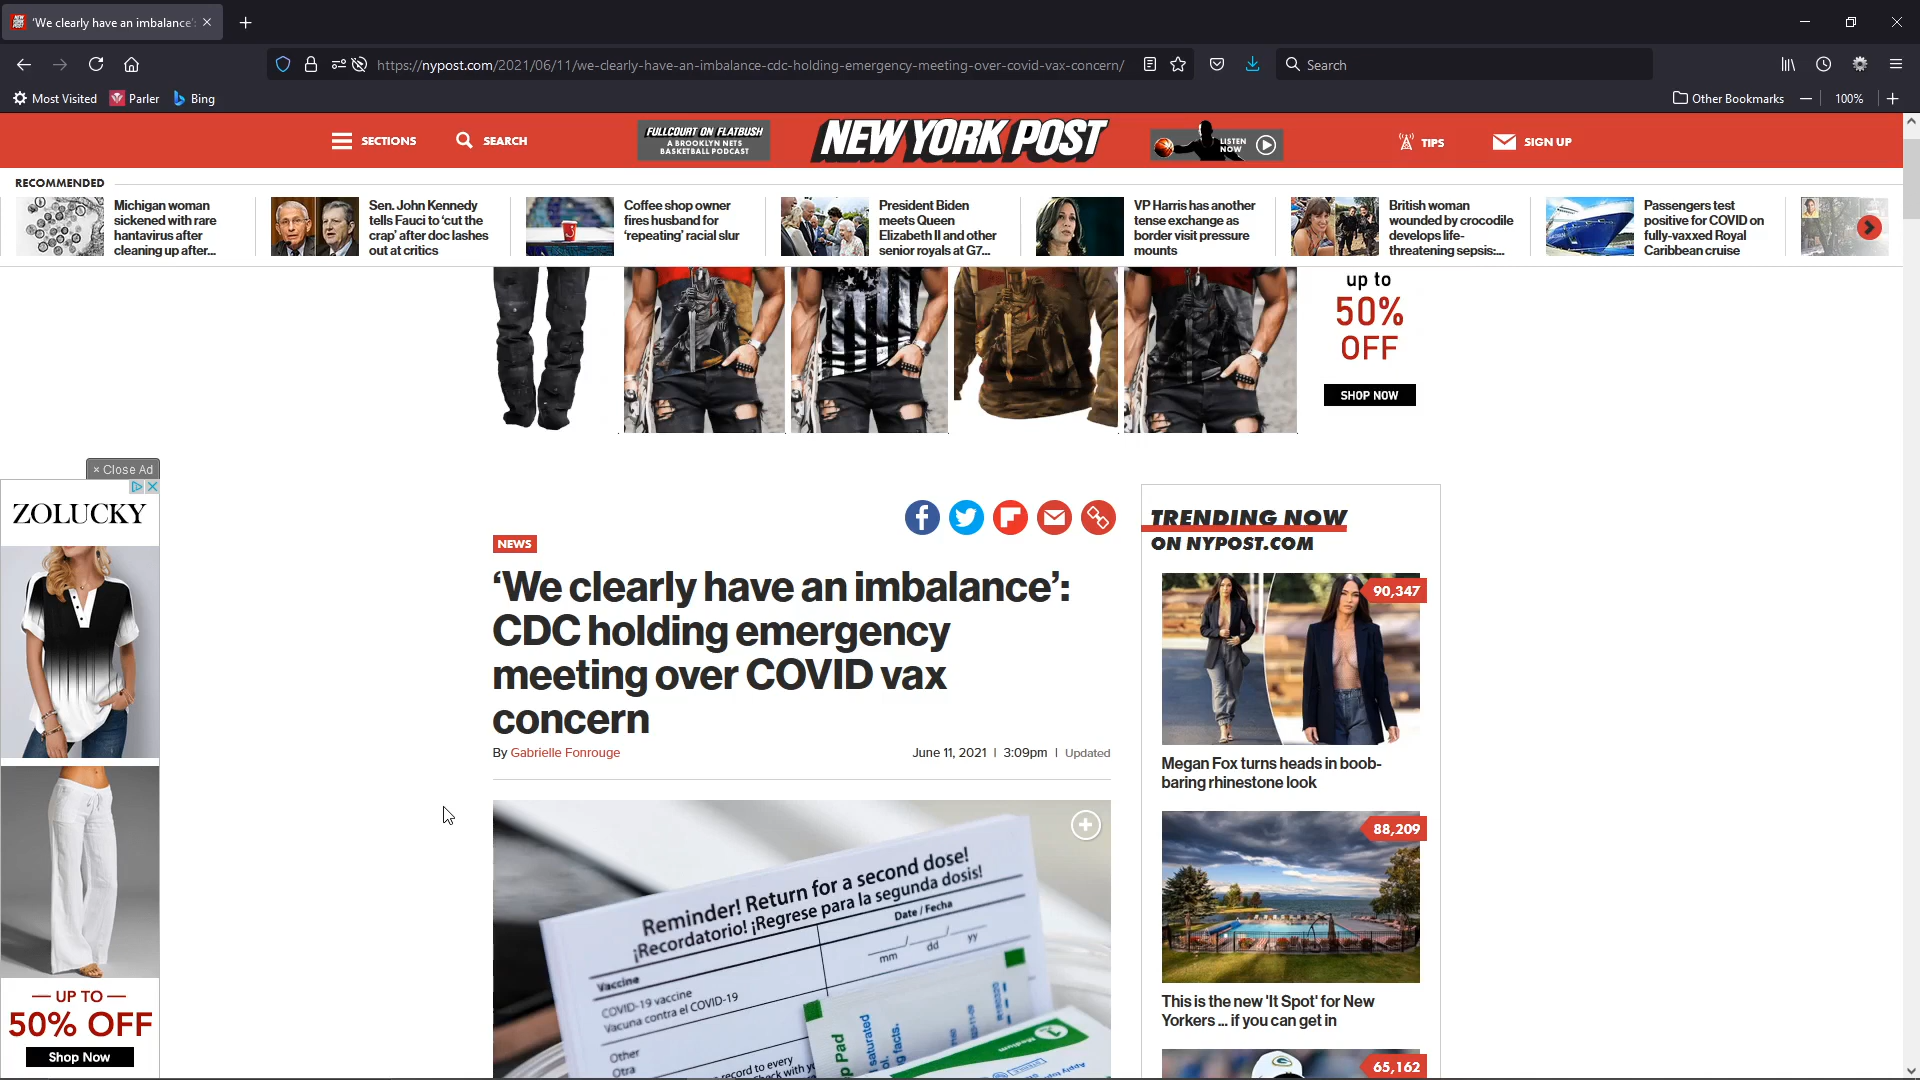 'We clearly have an imbalance':
https://nypost.com/2021/06/11/we-clearly-have-an-imbalance-cdc-holding-emergency-meeting-over-covid-vax-concern/
Search
Most Visited
Parler
Bing
Other Bookmarks
100%
SECTIONS
SEARCH
FULLCOURT ON FLATBUSH
A BROOKLYN NETS
BASKETBALL PODCAST
NEW YORK POST
LISTEN
NOW
TIPS
SIGN UP
RECOMMENDED
Michigan woman
sickened with rare
hantavirus after
cleaning up after...
Sen. John Kennedy
tells Fauci to 'cut the
crap' after doc lashes
out at critics
Coffee shop owner
fires husband for
'repeating' racial slur
President Biden
meets Queen
Elizabeth II and other
senior royals at G7...
VP Harris has another
tense exchange as
border visit pressure
mounts
British woman
wounded by crocodile
develops life-
threatening sepsis:...
Passengers test
positive for COVID on
fully-vaxxed Royal
Caribbean cruise
up to
50%
OFF
SHOP NOW
× Close Ad
ZOLUCKY
— UP TO —
50% OFF
Shop Now
NEWS
'We clearly have an imbalance':
CDC holding emergency
meeting over COVID vax
concern
By Gabrielle Fonrouge
June 11, 2021 | 3:09pm | Updated
Reminder! Return for a second dose!
¡Recordatorio! ¡Regrese para la segunda dosis!
Date / Fecha
mm dd yy
Vaccine
COVID-19 vaccine
Vacuna contra el COVID-19
Other
Otra
TRENDING NOW
ON NYPOST.COM
90,347
Megan Fox turns heads in boob-
baring rhinestone look
88,209
This is the new 'It Spot' for New
Yorkers ... if you can get in
65,162